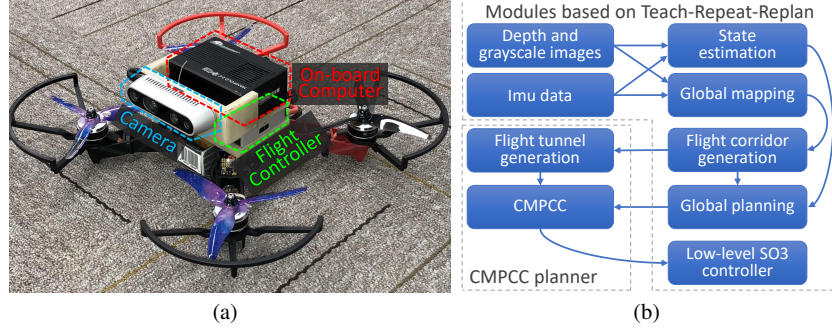 On-board
Computer
Camera
Flight
Controller
(a)
Modules based on Teach-Repeat-Replan
Depth and
grayscale images
State
estimation
Imu data
Global mapping
Flight tunnel
generation
Flight corridor
generation
CMPCC
Global planning
Low-level SO3
controller
CMPCC planner
(b)